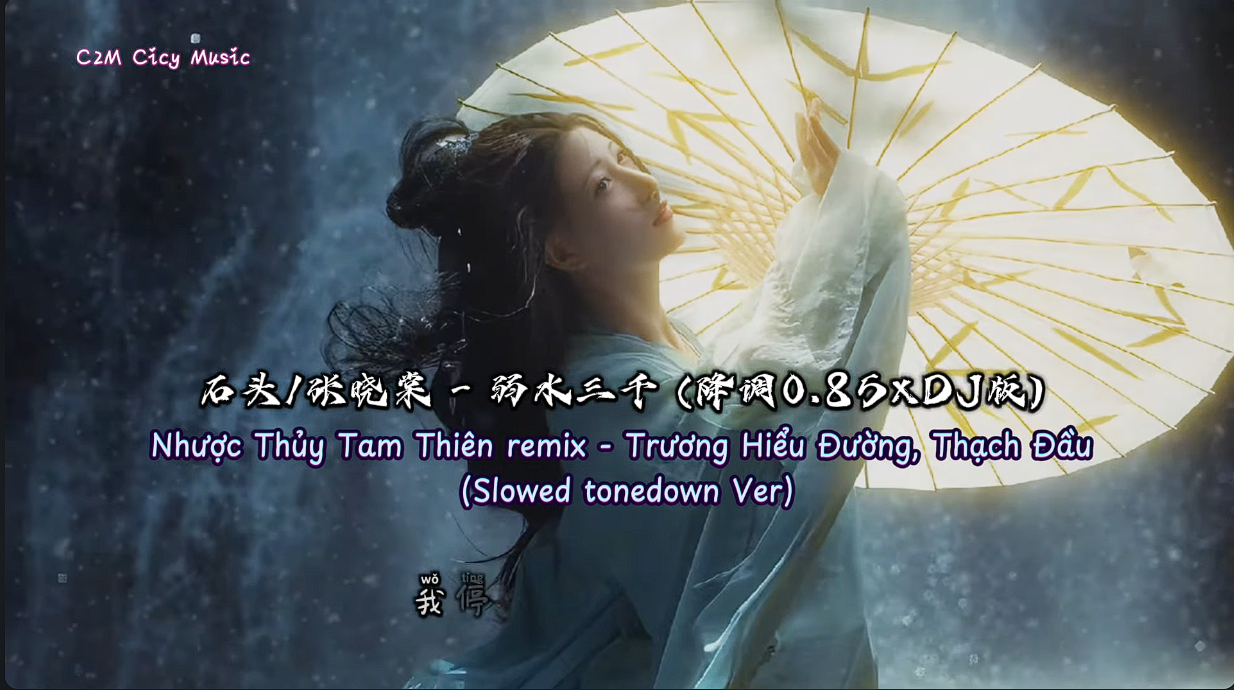 C2M Cicy Music
石头/张晓棠 - 弱水三千 (降调0.85xDJ版)
Nhược Thủy Tam Thiên remix - Trương Hiểu Đường, Thạch Đầu
(Slowed tonedown Ver)
wǒ tíng
我 停